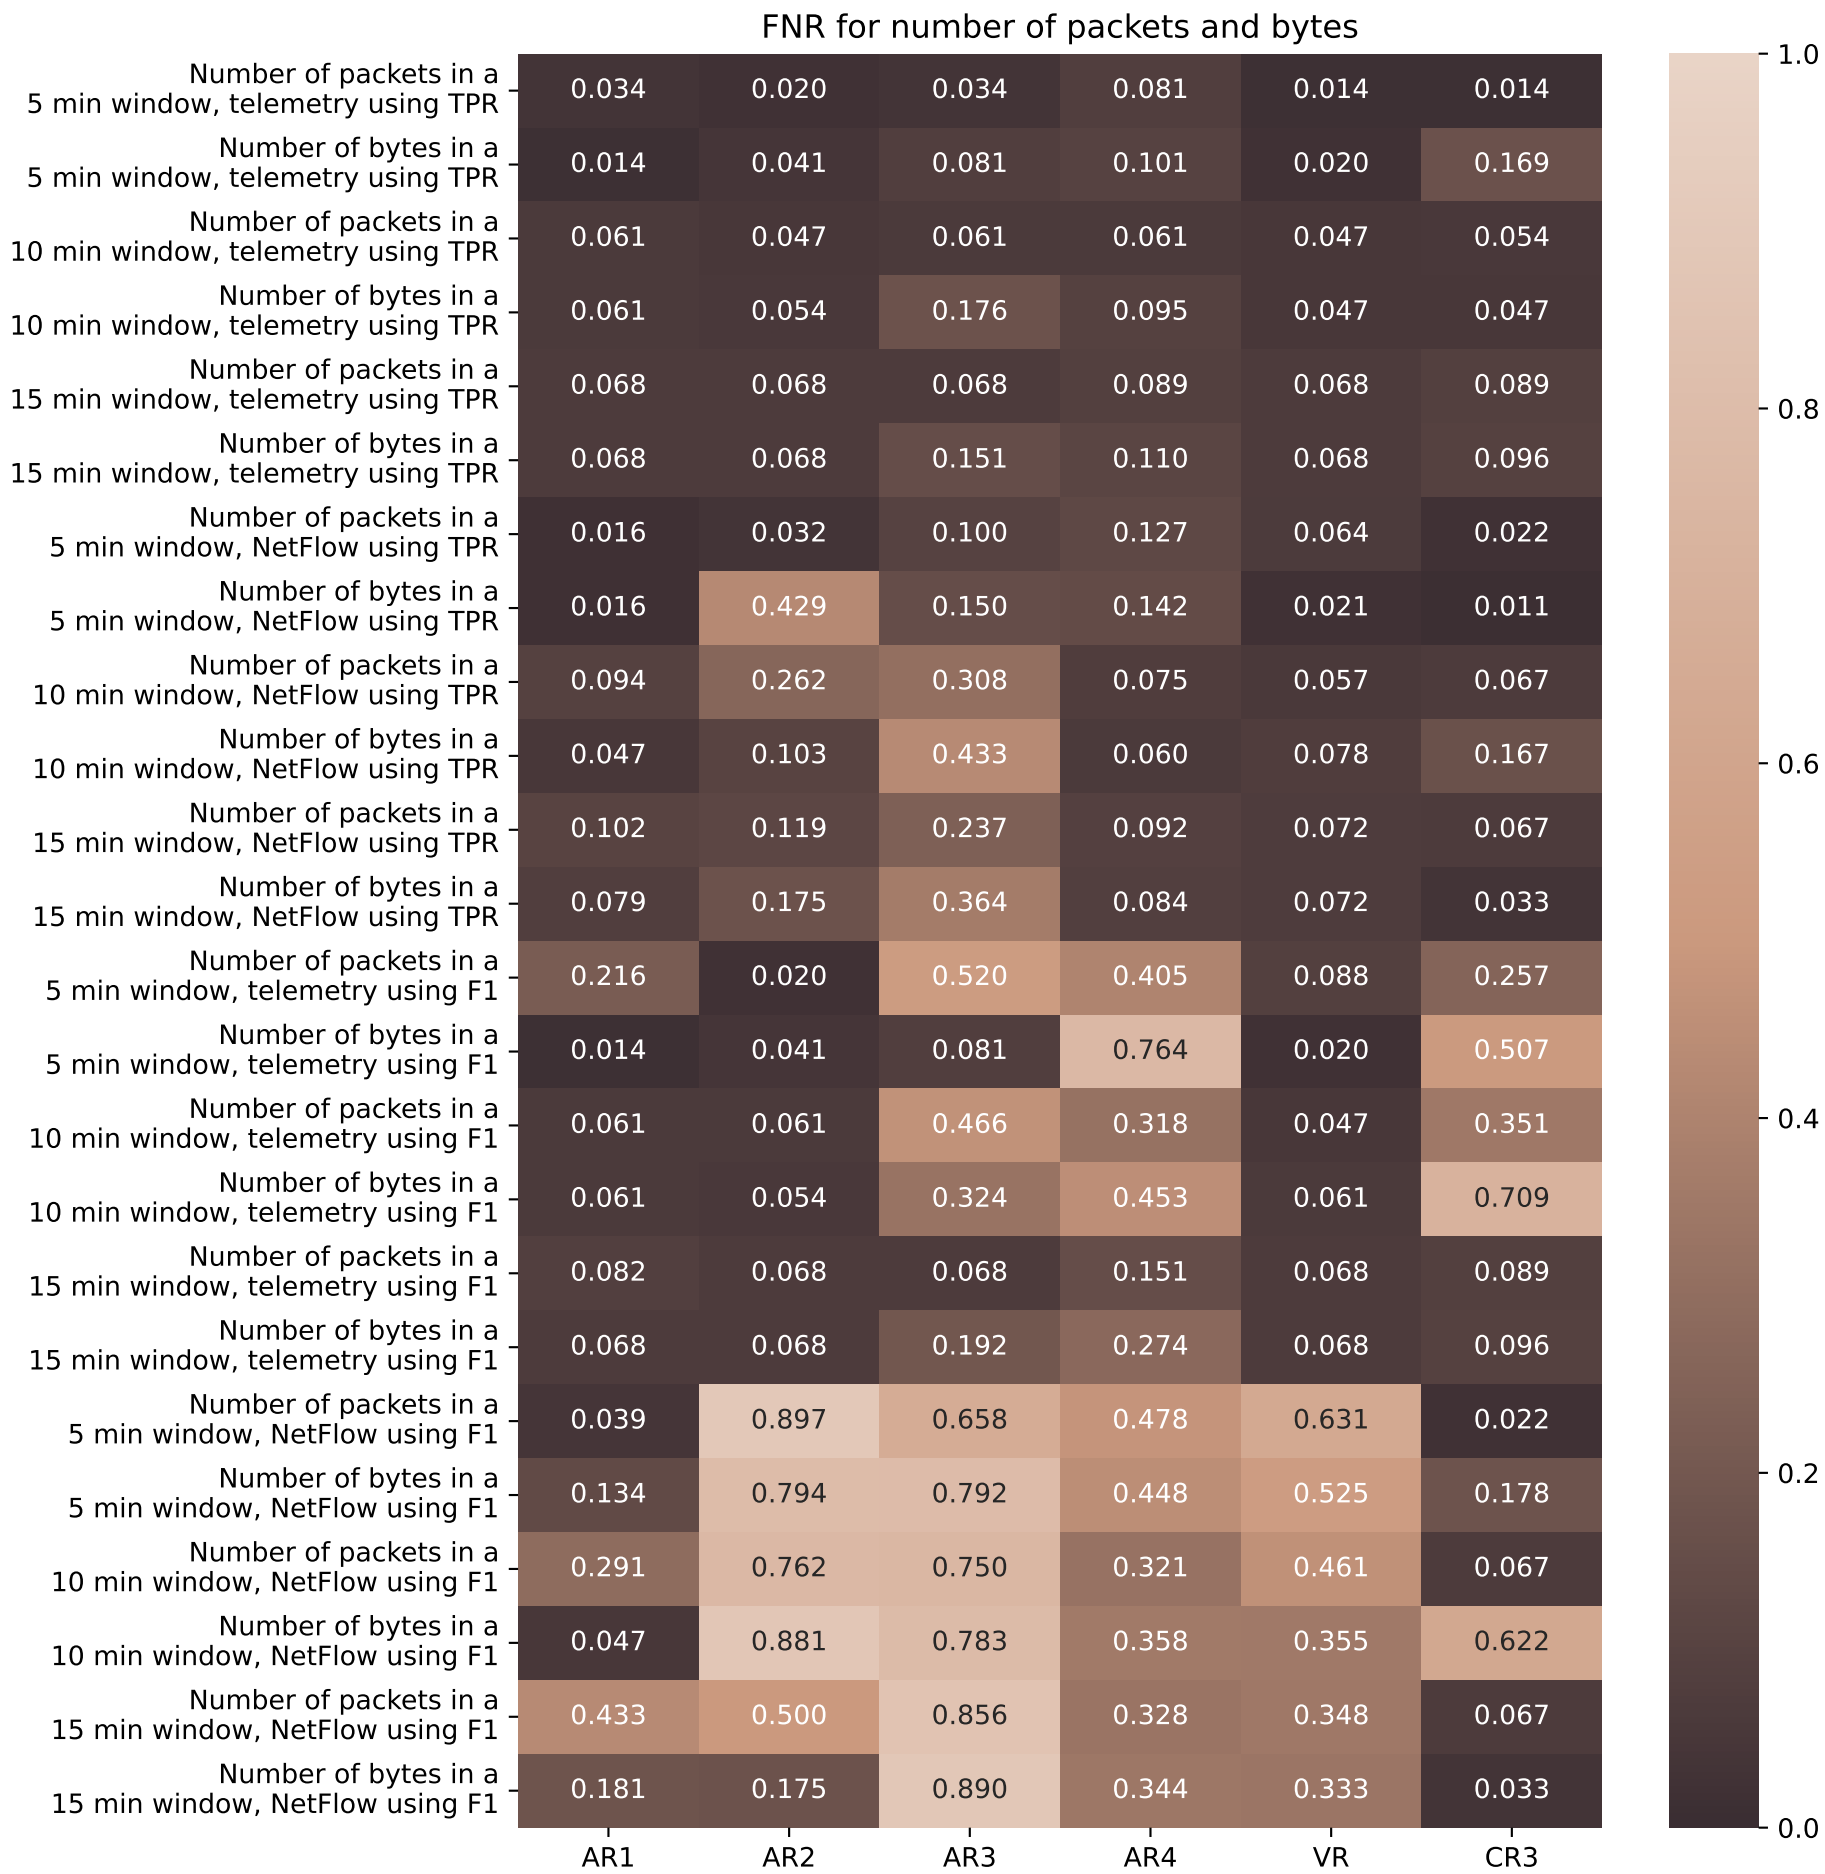 FNR for number of packets and bytes
Number of packets in a
5 min window, telemetry using TPR
0.034 0.020 0.034 0.081 0.014 0.014
Number of bytes in a
5 min window, telemetry using TPR
0.014 0.041 0.081 0.101 0.020 0.169
Number of packets in a
10 min window, telemetry using TPR
0.061 0.047 0.061 0.061 0.047 0.054
Number of bytes in a
10 min window, telemetry using TPR
0.061 0.054 0.176 0.095 0.047 0.047
Number of packets in a
15 min window, telemetry using TPR
0.068 0.068 0.068 0.089 0.068 0.089
Number of bytes in a
15 min window, telemetry using TPR
0.068 0.068 0.151 0.110 0.068 0.096
Number of packets in a
5 min window, NetFlow using TPR
0.016 0.032 0.100 0.127 0.064 0.022
Number of bytes in a
5 min window, NetFlow using TPR
0.016 0.429 0.150 0.142 0.021 0.011
Number of packets in a
10 min window, NetFlow using TPR
0.094 0.262 0.308 0.075 0.057 0.067
Number of bytes in a
10 min window, NetFlow using TPR
0.047 0.103 0.433 0.060 0.078 0.167
Number of packets in a
15 min window, NetFlow using TPR
0.102 0.119 0.237 0.092 0.072 0.067
Number of bytes in a
15 min window, NetFlow using TPR
0.079 0.175 0.364 0.084 0.072 0.033
Number of packets in a
5 min window, telemetry using F1
0.216 0.020 0.520 0.405 0.088 0.257
Number of bytes in a
5 min window, telemetry using F1
0.014 0.041 0.081 0.764 0.020 0.507
Number of packets in a
10 min window, telemetry using F1
0.061 0.061 0.466 0.318 0.047 0.351
Number of bytes in a
10 min window, telemetry using F1
0.061 0.054 0.324 0.453 0.061 0.709
Number of packets in a
15 min window, telemetry using F1
0.082 0.068 0.068 0.151 0.068 0.089
Number of bytes in a
15 min window, telemetry using F1
0.068 0.068 0.192 0.274 0.068 0.096
Number of packets in a
5 min window, NetFlow using F1
0.039 0.897 0.658 0.478 0.631 0.022
Number of bytes in a
5 min window, NetFlow using F1
0.134 0.794 0.792 0.448 0.525 0.178
Number of packets in a
10 min window, NetFlow using F1
0.291 0.762 0.750 0.321 0.461 0.067
Number of bytes in a
10 min window, NetFlow using F1
0.047 0.881 0.783 0.358 0.355 0.622
Number of packets in a
15 min window, NetFlow using F1
0.433 0.500 0.856 0.328 0.348 0.067
Number of bytes in a
15 min window, NetFlow using F1
0.181 0.175 0.890 0.344 0.333 0.033
AR1 AR2 AR3 AR4 VR CR3
1.0
0.8
0.6
0.4
0.2
0.0